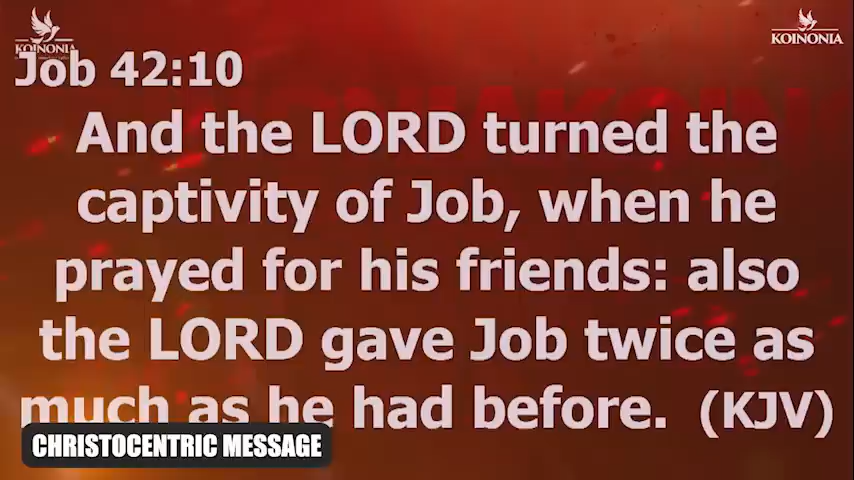 KOINONIA
KOINONIA
Job 42:10
And the LORD turned the
captivity of Job, when he
prayed for his friends: also
the LORD gave Job twice as
much as he had before. (KJV)
CHRISTOCENTRIC MESSAGE